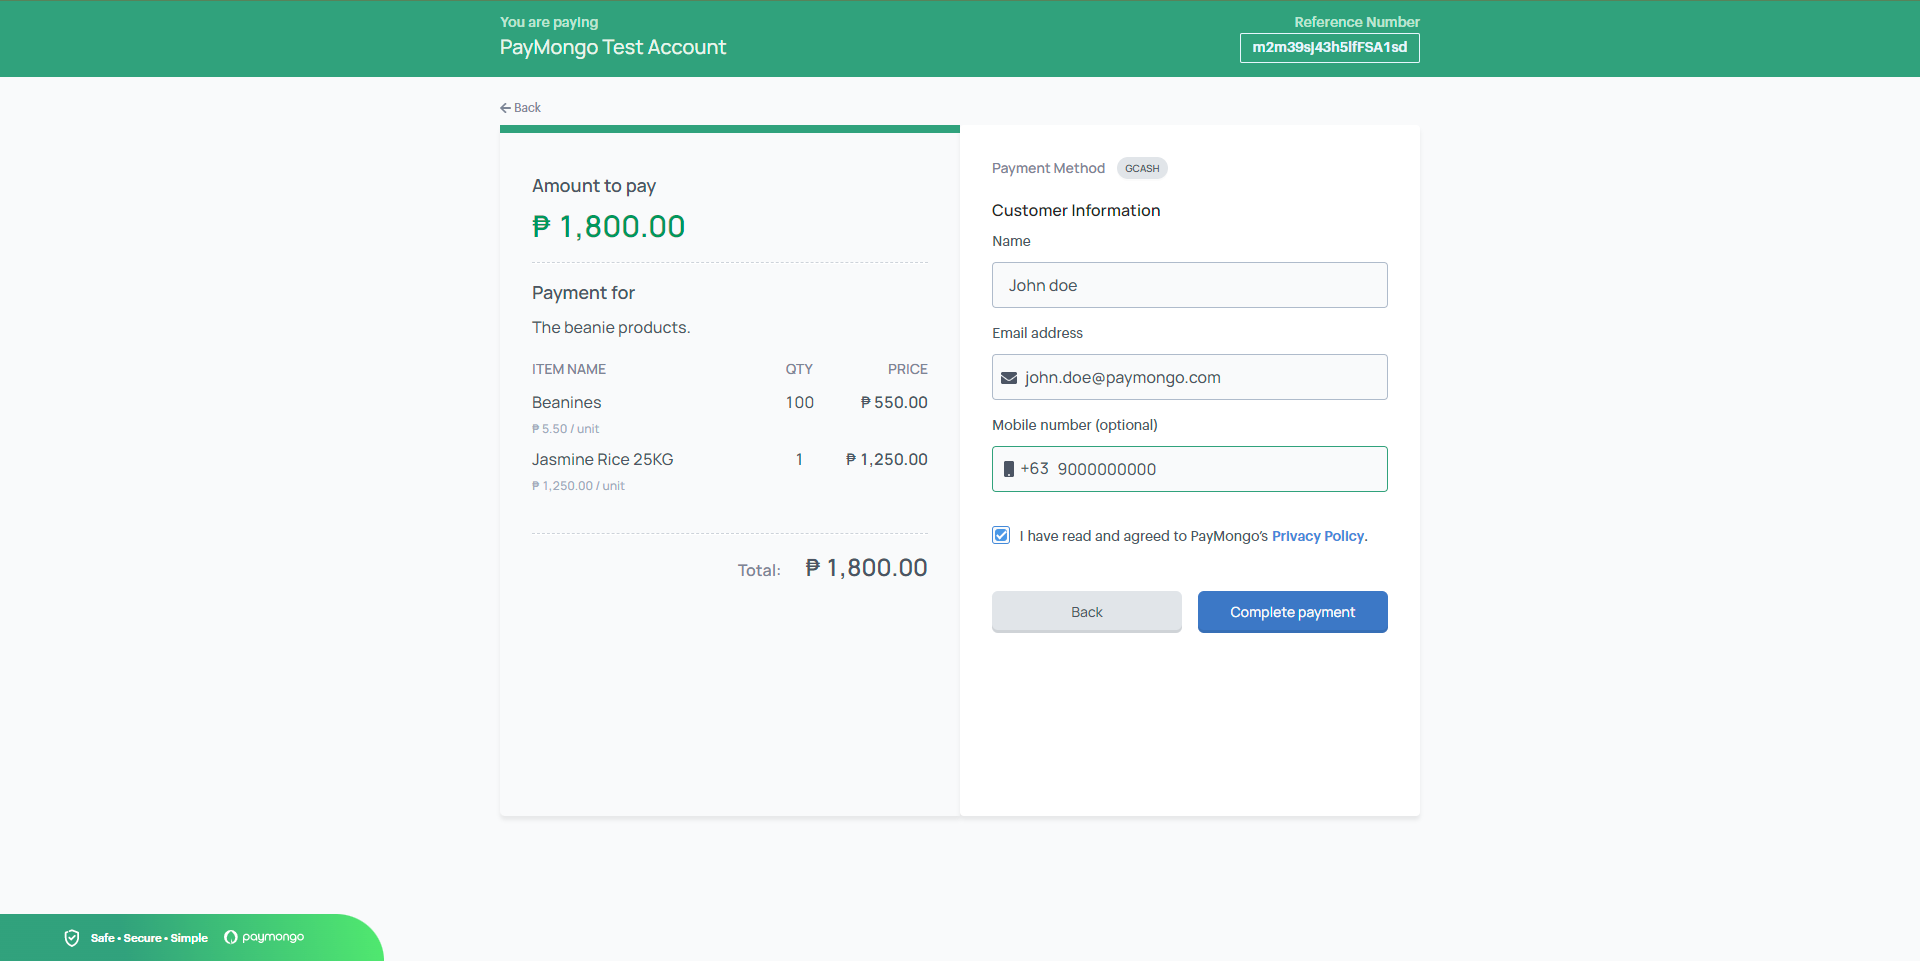 You are paying
PayMongo Test Account
Reference Number
m2m39sj43h5lfFSA1sd
Back
Amount to pay
₱ 1,800.00
Payment for
The beanie products.
ITEM NAME QTY PRICE
Beanines 100 ₱ 550.00
₱ 5.50 / unit
Jasmine Rice 25KG 1 ₱ 1,250.00
₱ 1,250.00 / unit
Total: ₱ 1,800.00
Payment Method GCASH
Customer Information
Name
John doe
Email address
john.doe@paymongo.com
Mobile number (optional)
+63 9000000000
I have read and agreed to PayMongo's Privacy Policy.
Back Complete payment
Safe • Secure • Simple paymongo